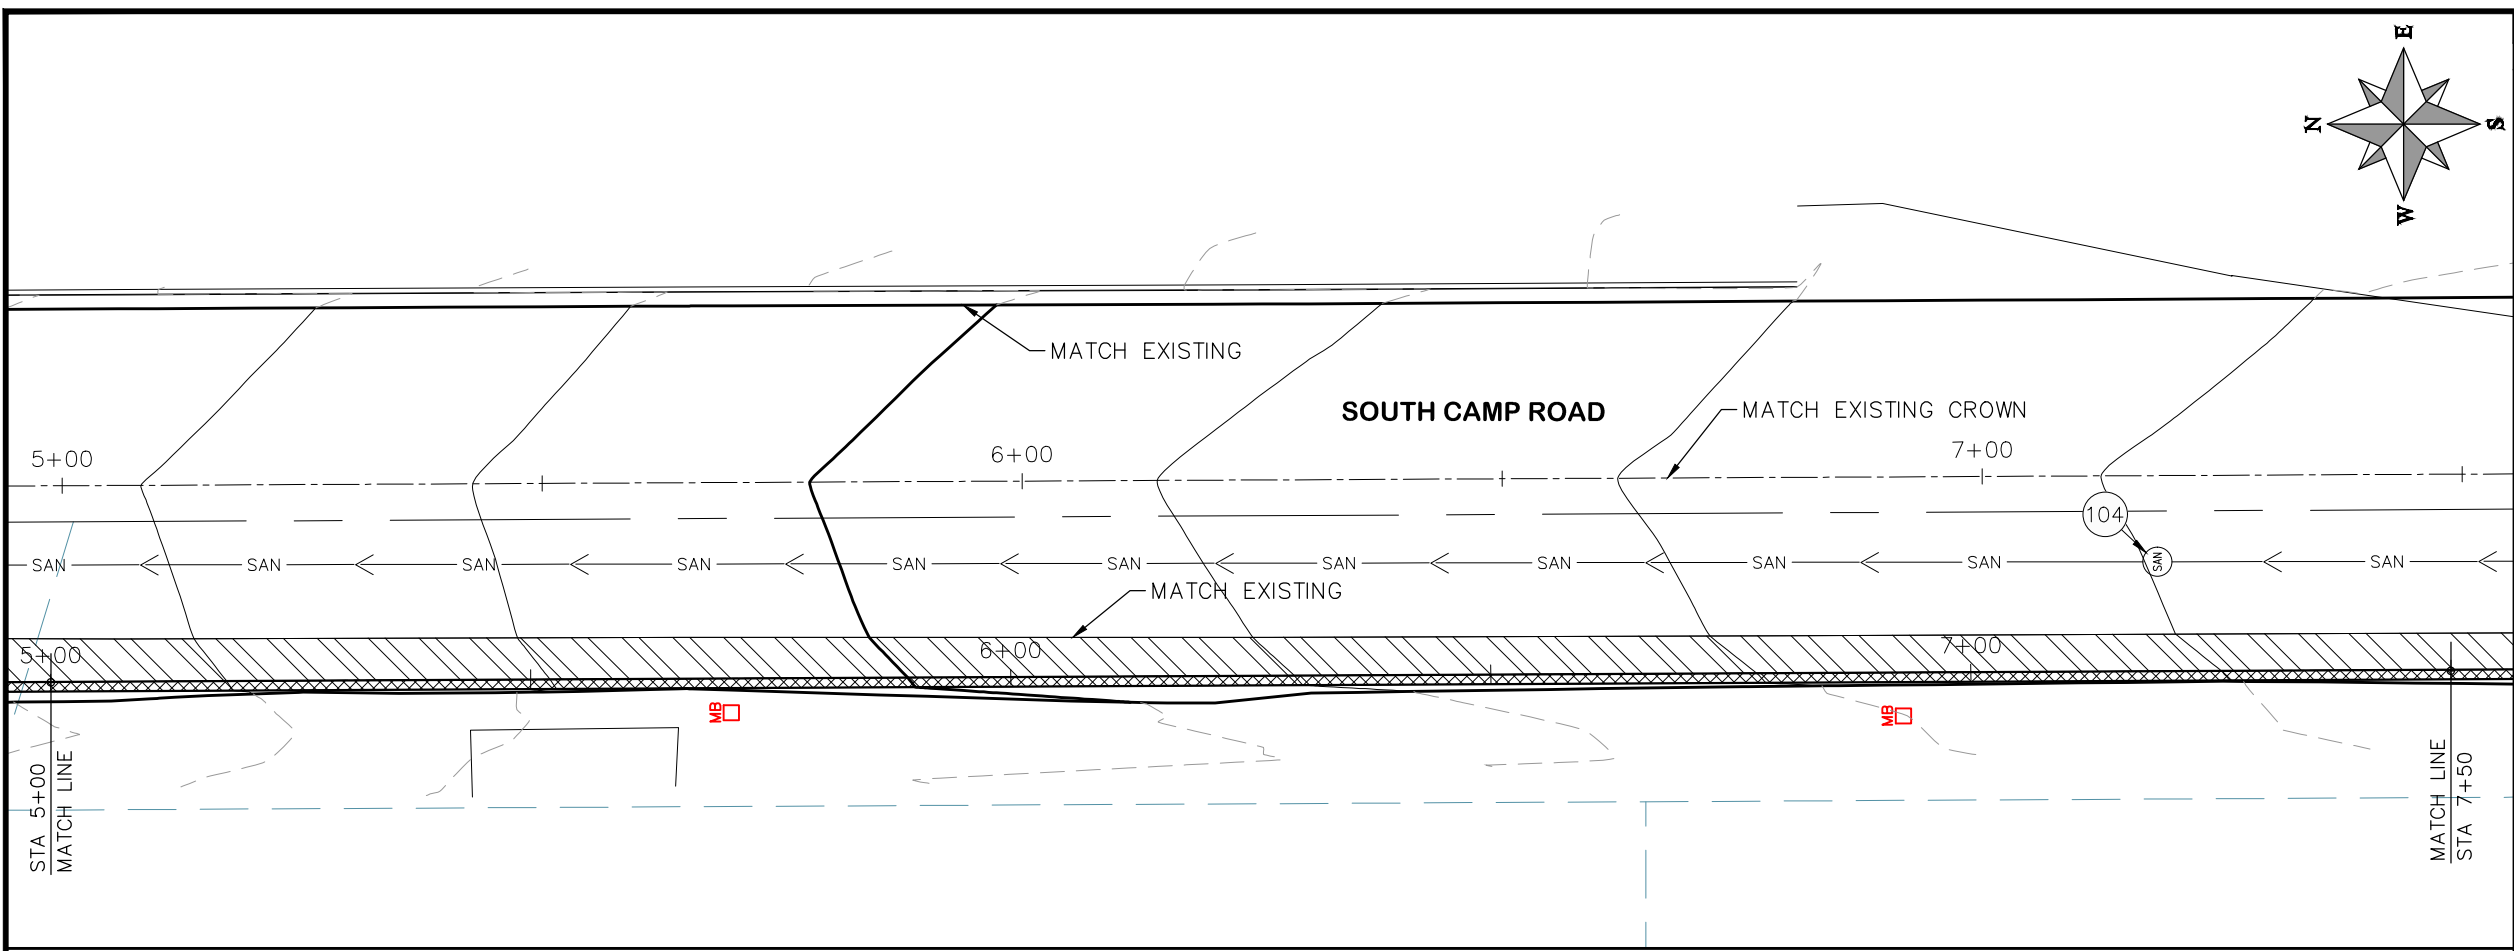 E
N
S
W
MATCH EXISTING
SOUTH CAMP ROAD
MATCH EXISTING CROWN
5+00
6+00
7+00
104
SAN
SAN SAN SAN SAN SAN SAN SAN SAN SAN SAN SAN
MATCH EXISTING
5+00
6+00
7+00
MB
MB
STA 5+00
MATCH LINE
MATCH LINE
STA 7+50